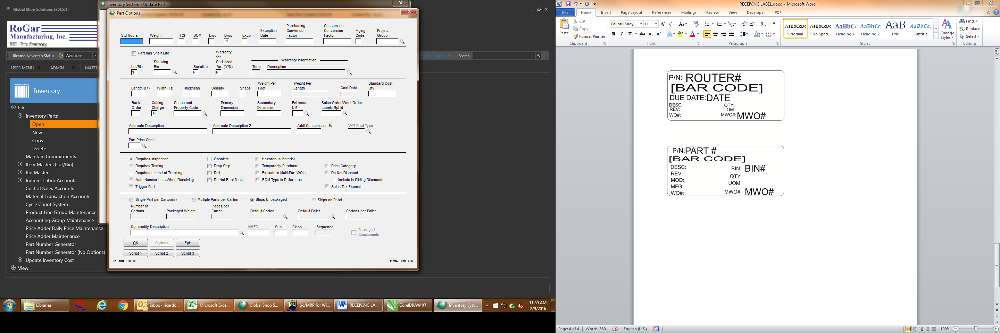 Global Shop Solutions (2015.1)
RoGar
Manufacturing, Inc.
TST - Test Company
Ricardo Nevarez's Status
Available
Search
USER MENU
ADMIN
Inventory
File
Inventory Parts
Open
New
Copy
Delete
Maintain Commitments
Item Masters (Lot/Bin)
Bin Masters
Indirect Labor Accounts
Cost of Sales Accounts
Material Transaction Accounts
Cycle Count System
Product Line Group Maintenance
Accounting Group Maintenance
Price Adder Daily Price Maintenance
Price Adder Maintenance
Part Number Generator
Part Number Generator (No Options)
Update Inventory Cost
View
Inventory System - Update Parts
Part Options
Std Hours Weight TCF BOM Disc Drop Excp Exception Date Purchasing Conversion Factor Consumption Conversion Factor Aging Code Project Group
N
Part has Shelf Life
Lot/Bin Stocking Bin Serialize Warranty for Serialized Part (Y/N) Warranty Information Term Description
N N N
Length (Ft) Width (Ft) Thickness Density Shape Weight Per Foot Weight Per Length Cost Date Standard Cost Qty
Back Order Cutting Charge Shape and Property Code Primary Dimension Secondary Dimension Est Issue UM Sales Order/Work Order Labels Rpt Id
N
Alternate Description 1 Alternate Description 2 Addl Consumption % VAT Prod Type
Part Price Code
Requires Inspection Obsolete Hazardous Material
Requires Testing Drop Ship Temporarily Purchase Price Category
Requires Lot to Lot Tracking Roll Exclude in Multi-Part WO's Do Not Discount
Auto Number Lots When Receiving Do Not Backflush BOM Type is Reference Include in Sliding Discounts
Trigger Part Sales Tax Exempt
Single Part per Carton(s) Multiple Parts per Carton Ships Unpackaged Ships on Pallet
Number of Cartons Packaged Weight Pieces per Carton Default Carton Default Pallet Cartons per Pallet
Commodity Description NMFC Sub Class Sequence Packaged Components
OK Cartons Exit
Script 1 Script 2 Script 3
INVMAINT - INS010C
INVMAIN-071015.1041
Libraries
Inbox - ricardo...
Microsoft Exce...
Global Shop S...
pc/MRP for Wi...
RECEIVING LA...
CorelDRAW X7...
Inventory Syst...
11:59 AM
2/9/2016
RECEIVING LABEL.docx - Microsoft Word
File Home Insert Page Layout References Mailings Review View Developer PDF
Paste
Cut
Copy
Format Painter
Clipboard
Calibri (Body) 11
Font
Paragraph
AaBbCcDc AaBbCcDc AaBbC AaBbCc AaB AaBbCc.
¶ Normal ¶ No Spaci... Heading 1 Heading 2 Title Subtitle
Styles
Change Styles
Find
Replace
Select
Editing
P/N: ROUTER#
[BAR CODE]
DUE DATE:DATE
DESC: QTY:
REV: UOM:
WO#: MWO#: MWO#
P/N:PART #
[BAR CODE]
DESC: BIN: BIN#
REV: QTY:
MOD: UOM:
MFG:
WO#: MWO#: MWO#
Page: 4 of 4 Words: 380 English (U.S.) 100%